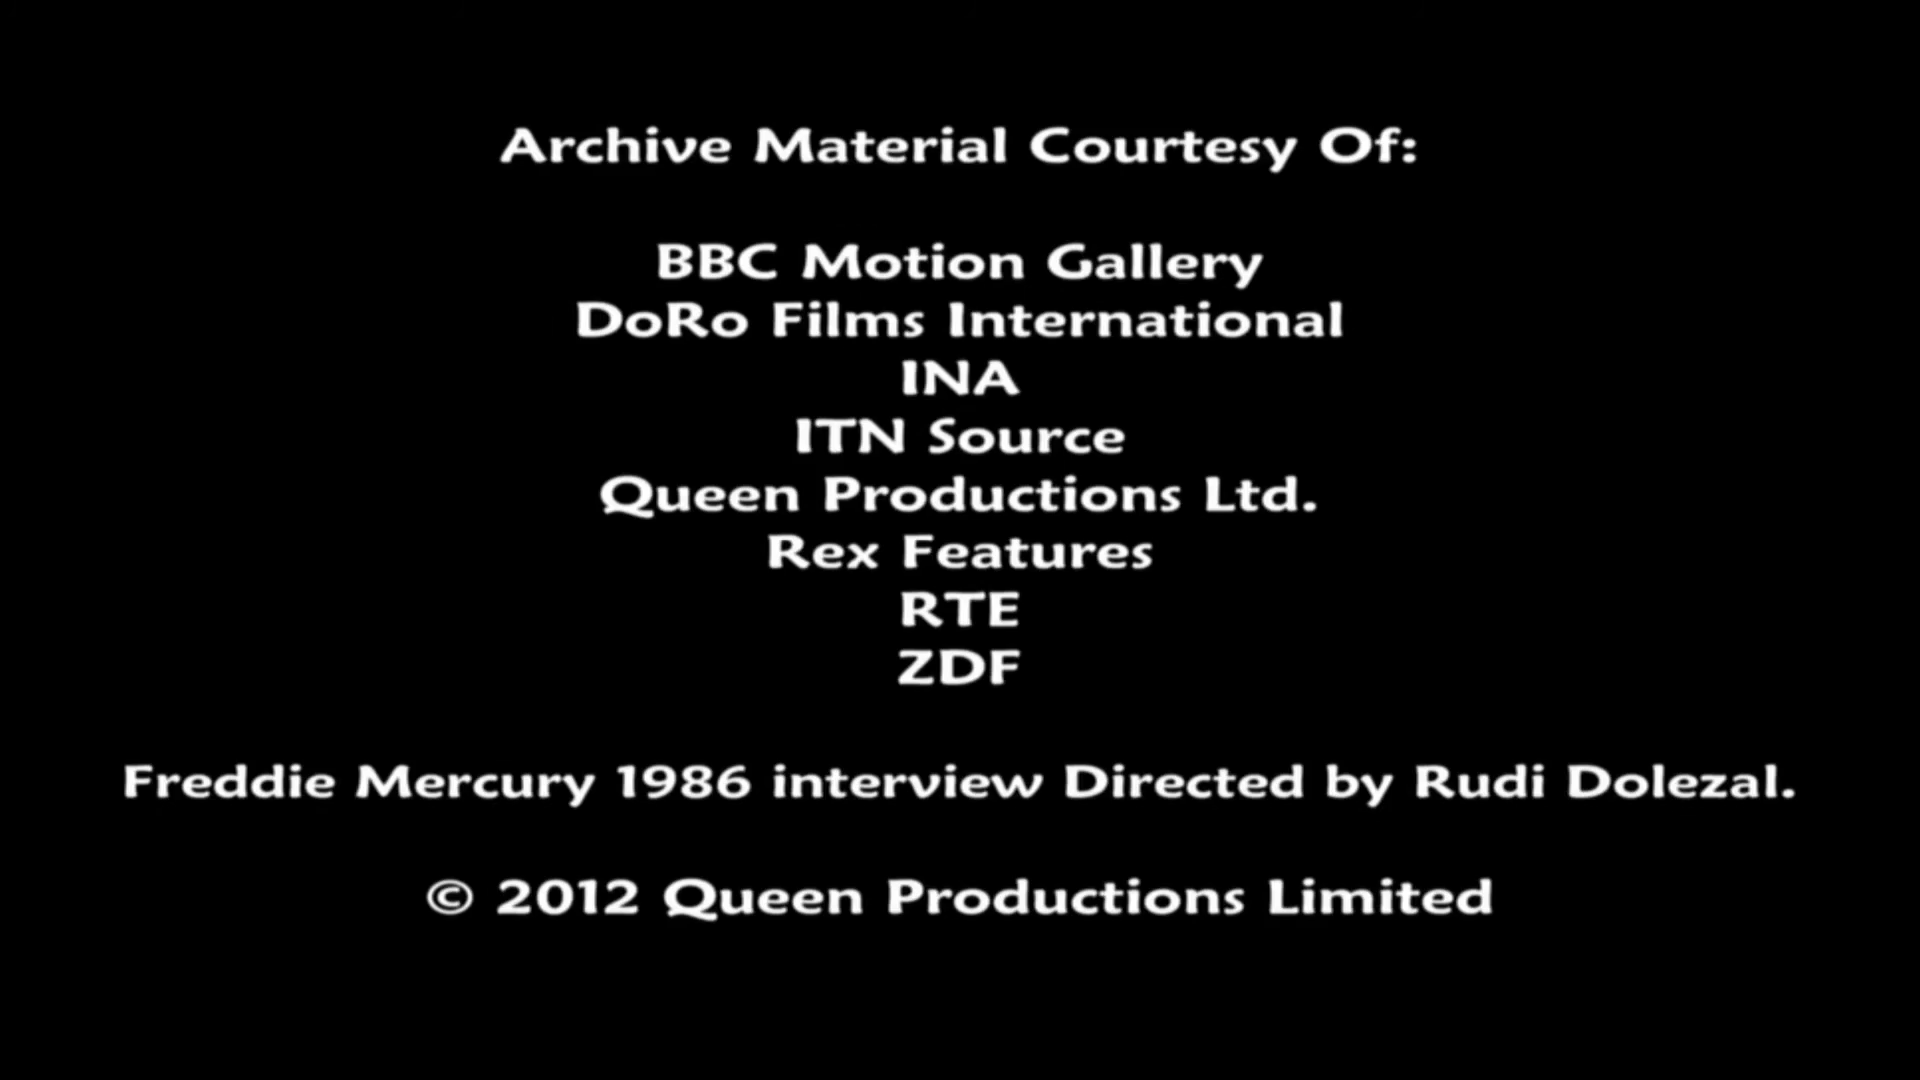 Archive Material Courtesy Of:
BBC Motion Gallery
DoRo Films International
INA
ITN Source
Queen Productions Ltd.
Rex Features
RTE
ZDF
Freddie Mercury 1986 interview Directed by Rudi Dolezal.
© 2012 Queen Productions Limited